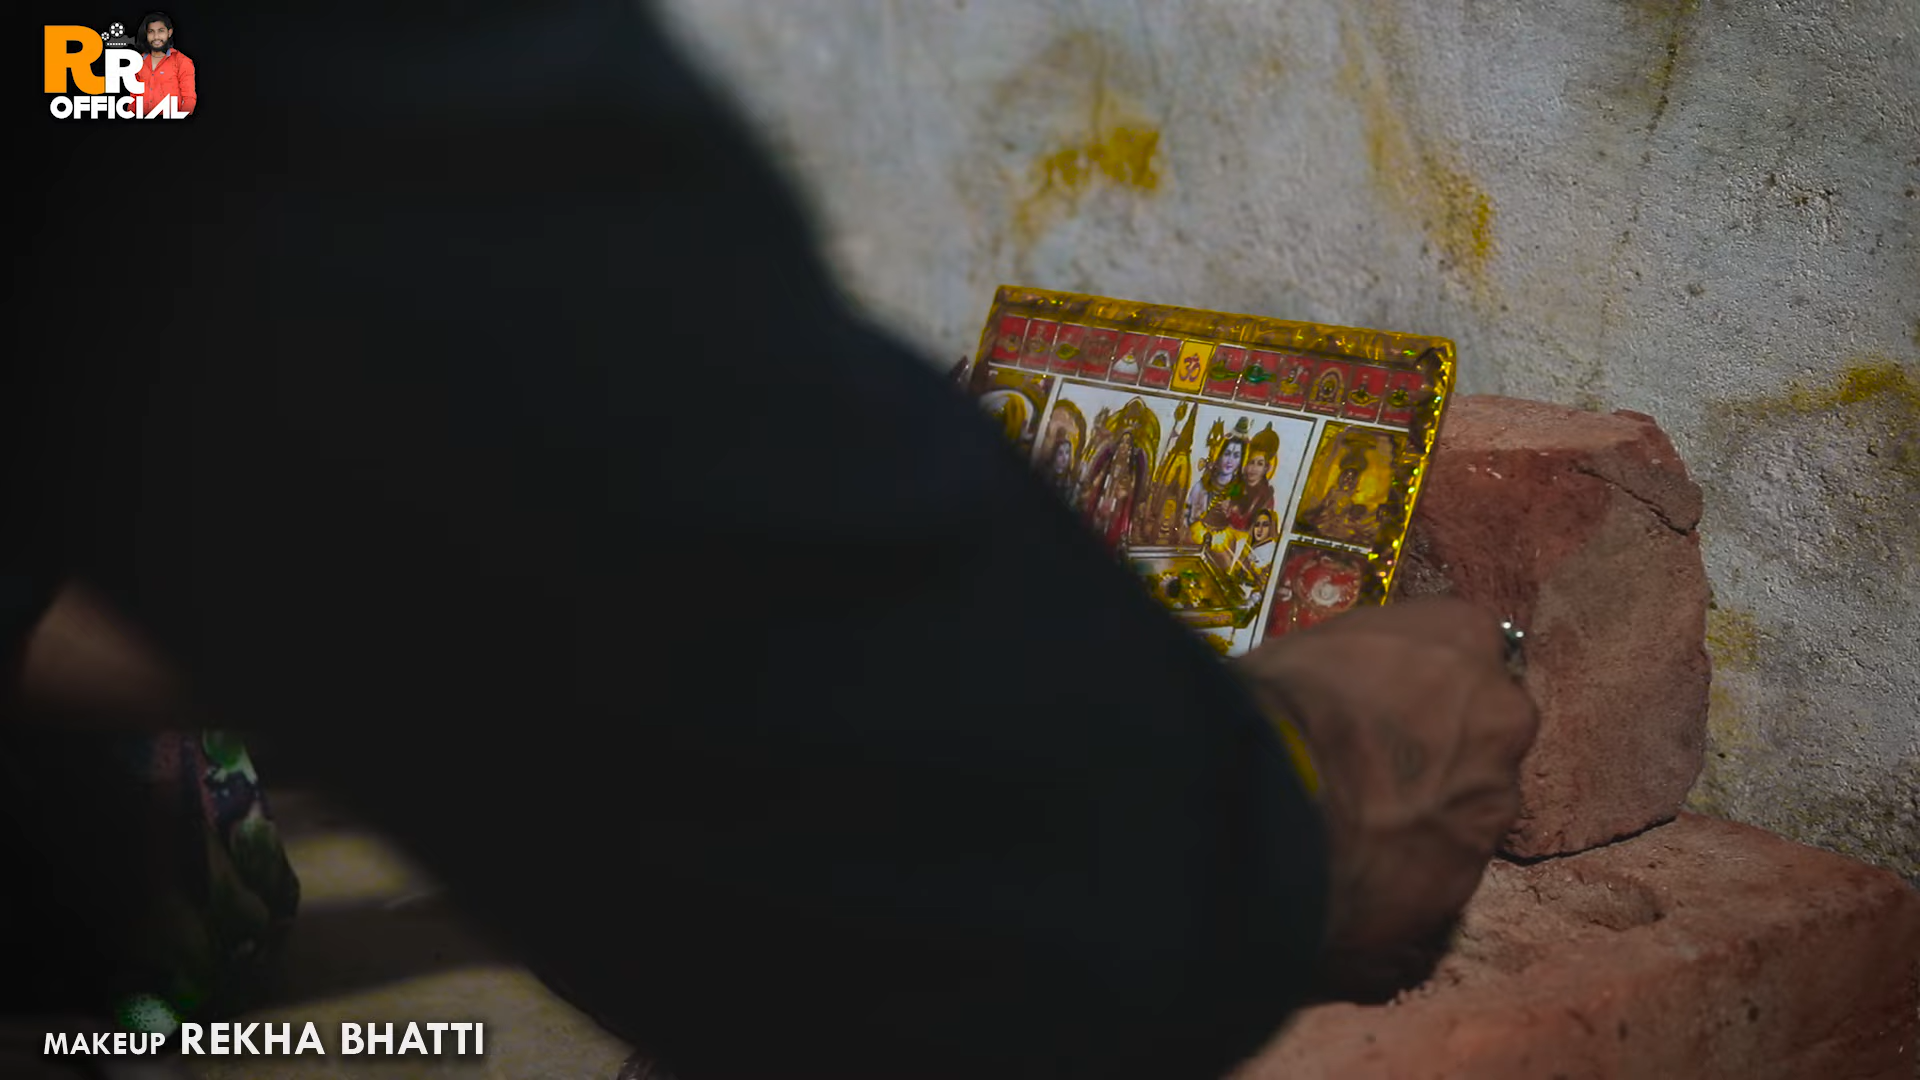 RR
OFFICIAL
ॐ
MAKEUP REKHA BHATTI